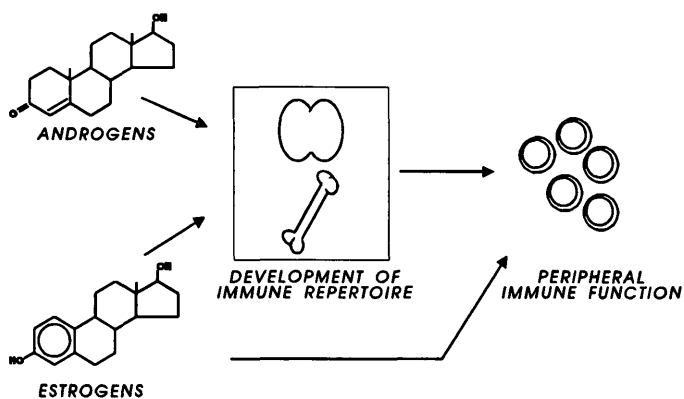 OH
O
ANDROGENS
OH
HO
ESTROGENS
DEVELOPMENT OF
IMMUNE REPERTOIRE
PERIPHERAL
IMMUNE FUNCTION